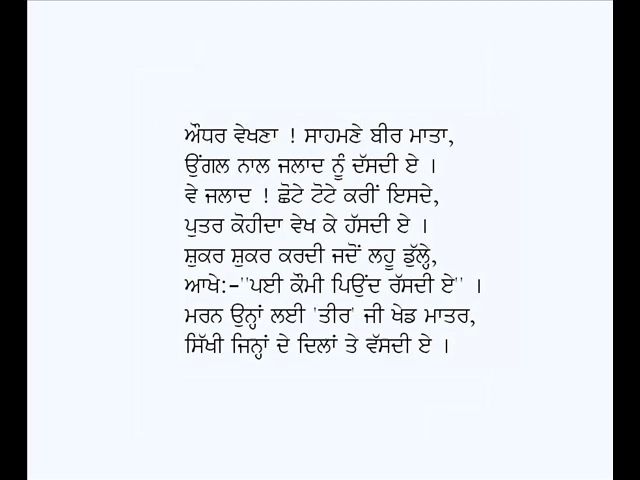 ਔਧਰ ਵੇਖਣਾ ! ਸਾਹਮਣੇ ਬੀਰ ਮਾਤਾ,
ਉਂਗਲ ਨਾਲ ਜਲਾਦ ਨੂੰ ਦੱਸਦੀ ਏ ।
ਵੇ ਜਲਾਦ ! ਛੋਟੇ ਟੋਟੇ ਕਰੀਂ ਇਸਦੇ,
ਪੁਤਰ ਕੋਹੀਦਾ ਵੇਖ ਕੇ ਹੱਸਦੀ ਏ ।
ਸ਼ੁਕਰ ਸ਼ੁਕਰ ਕਰਦੀ ਜਦੋਂ ਲਹੂ ਡੁੱਲ੍ਹੇ,
ਆਖੇ:-"ਪਈ ਕੌਮੀ ਪਿਓਂਦ ਰੱਸਦੀ ਏ" ।
ਮਰਨ ਉਨ੍ਹਾਂ ਲਈ 'ਤੀਰ' ਜੀ ਖੇਡ ਮਾਤਰ,
ਸਿੱਖੀ ਜਿਨ੍ਹਾਂ ਦੇ ਦਿਲਾਂ ਤੇ ਵੱਸਦੀ ਏ ।